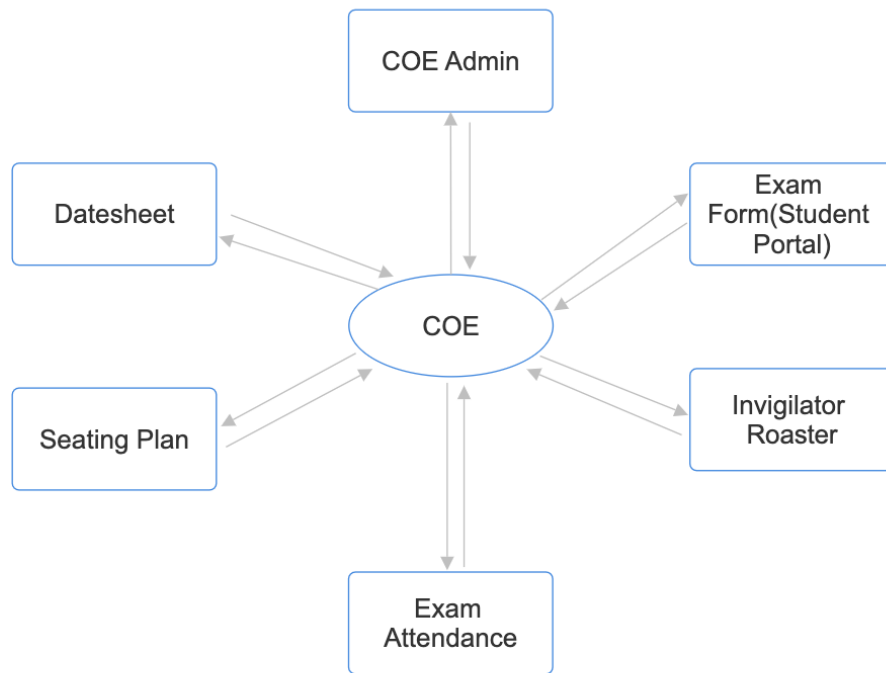 COE Admin
Datesheet
Exam
Form(Student
Portal)
COE
Seating Plan
Invigilator
Roaster
Exam
Attendance